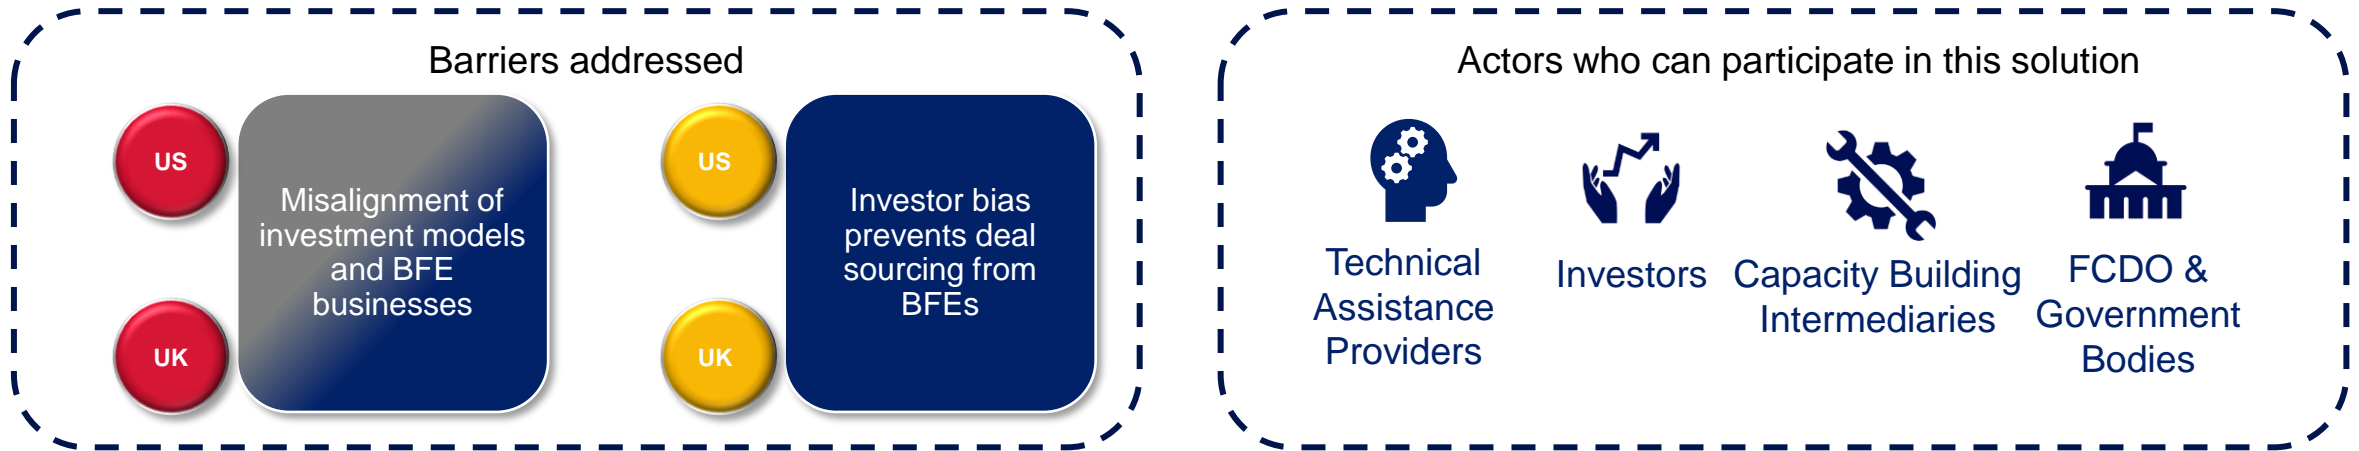 Barriers addressed
US
UK
Misalignment of
investment models
and BFE
businesses
US
UK
Investor bias
prevents deal
sourcing from
BFEs
Actors who can participate in this solution
Technical
Assistance
Providers
Investors
Capacity Building
Intermediaries
FCDO &
Government
Bodies